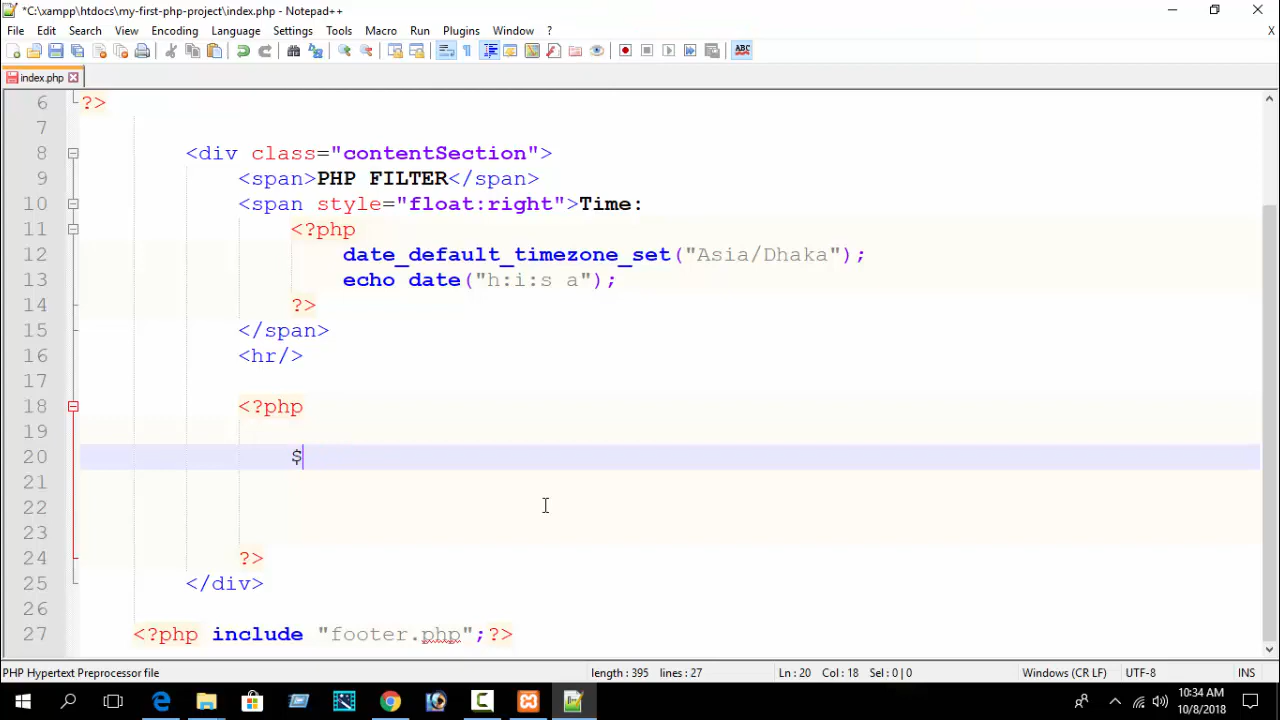 *C:\xampp\htdocs\my-first-php-project\index.php - Notepad++
File Edit Search View Encoding Language Settings Tools Macro Run Plugins Window ? X
ABC
index.php
6 ?>
7
8 <div class="contentSection">
9 <span>PHP FILTER</span>
10 <span style="float:right">Time:
11 <?php
12 date_default_timezone_set("Asia/Dhaka");
13 echo date("h:i:s a");
14 ?>
15 </span>
16 <hr/>
17
18 <?php
19
20 $
21
22
23
24 ?>
25 </div>
26
27 <?php include "footer.php";?>
PHP Hypertext Preprocessor file length : 395 lines : 27 Ln : 20 Col : 18 Sel : 0 | 0 Windows (CR LF) UTF-8 INS
10:34 AM
10/8/2018